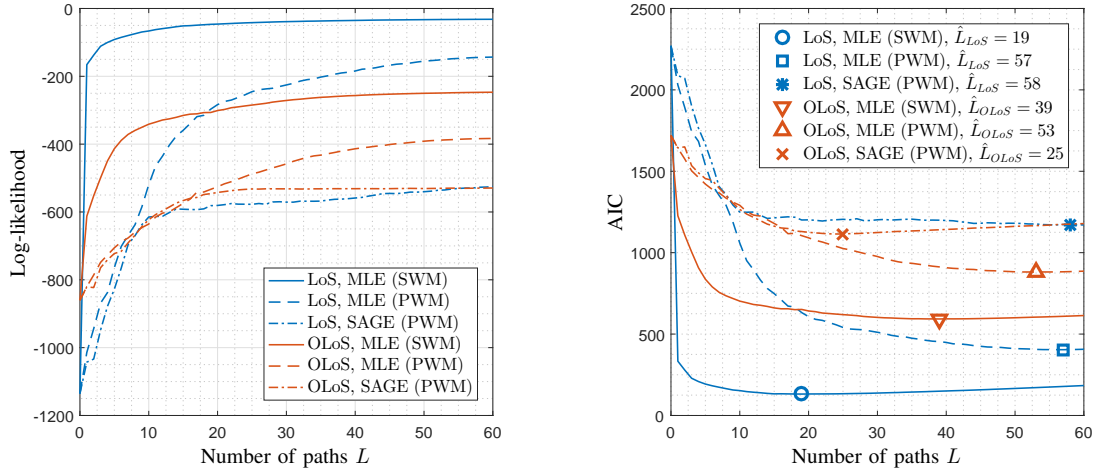 0
-200
-400
-600
-800
-1000
-1200
0
10
20
30
40
50
60
Log-likelihood
Number of paths L
LoS, MLE (SWM)
LoS, MLE (PWM)
LoS, SAGE (PWM)
OLoS, MLE (SWM)
OLoS, MLE (PWM)
OLoS, SAGE (PWM)
2500
2000
1500
1000
500
0
0
10
20
30
40
50
60
AIC
Number of paths L
LoS, MLE (SWM), L̂_LoS = 19
LoS, MLE (PWM), L̂_LoS = 57
LoS, SAGE (PWM), L̂_LoS = 58
OLoS, MLE (SWM), L̂_OLoS = 39
OLoS, MLE (PWM), L̂_OLoS = 53
OLoS, SAGE (PWM), L̂_OLoS = 25